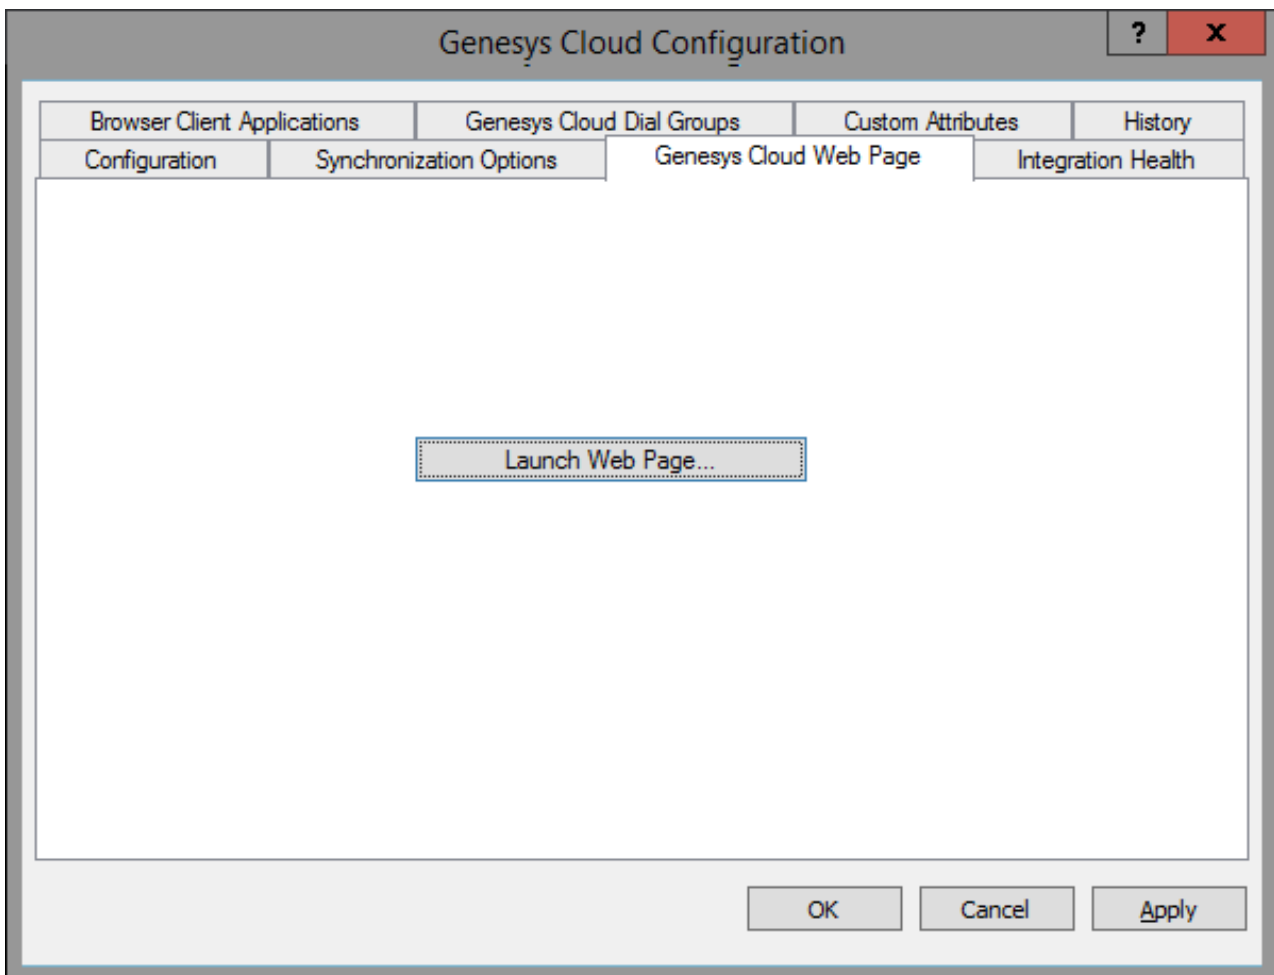 Genesys Cloud Configuration ? x
Browser Client Applications Genesys Cloud Dial Groups Custom Attributes History
Configuration Synchronization Options Genesys Cloud Web Page Integration Health
Launch Web Page...
OK Cancel Apply